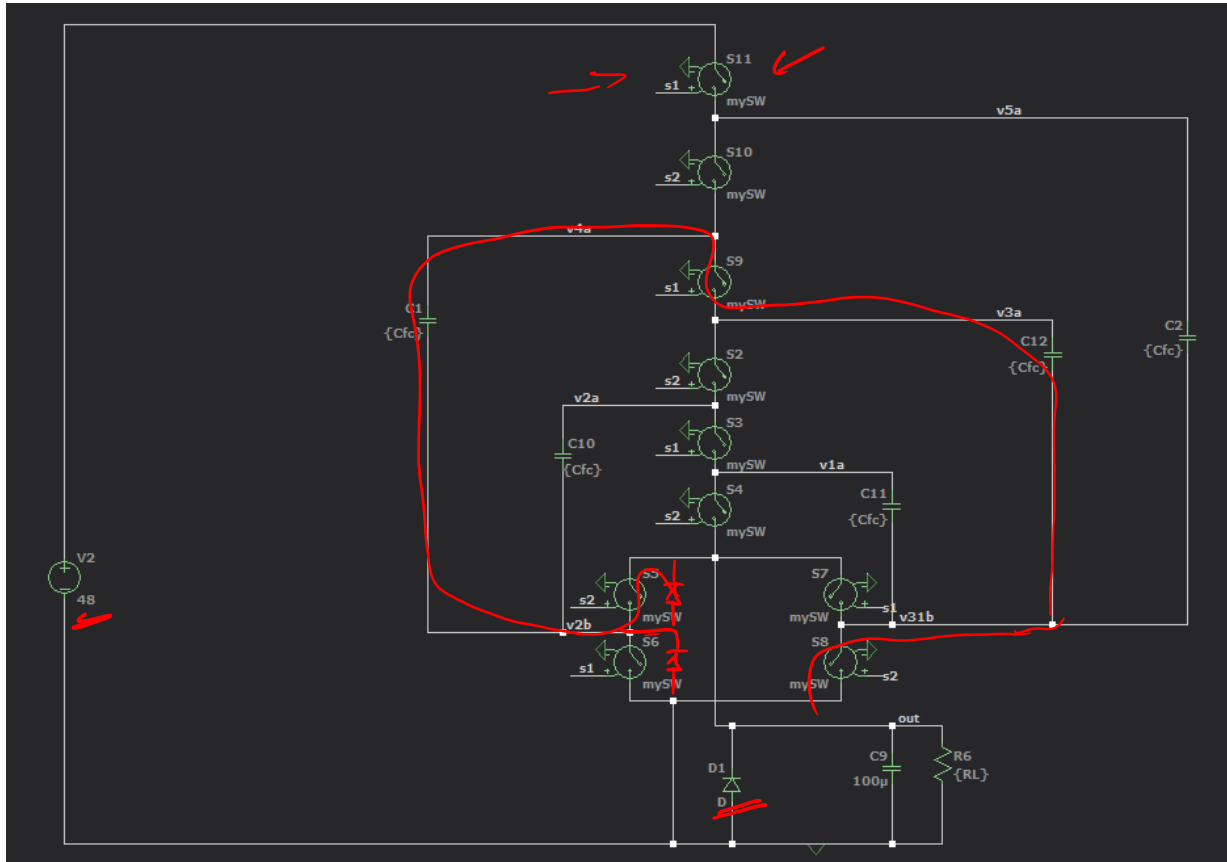 S11
s1 +
mySW
v5a
S10
s2 +
mySW
v4a
S9
s1 +
mySW
v3a
C1
{Cfc}
C12
{Cfc}
C2
{Cfc}
S2
s2 +
mySW
v2a
S3
C10
{Cfc}
s1 +
mySW
v1a
S4
C11
{Cfc}
s2 +
mySW
V2
+
48
S5
s2 +
mySW
S7
+ s1
mySW
v2b
v31b
S6
s1 +
mySW
S8
+ s2
mySW
out
D1
D
C9
100µ
R6
{RL}